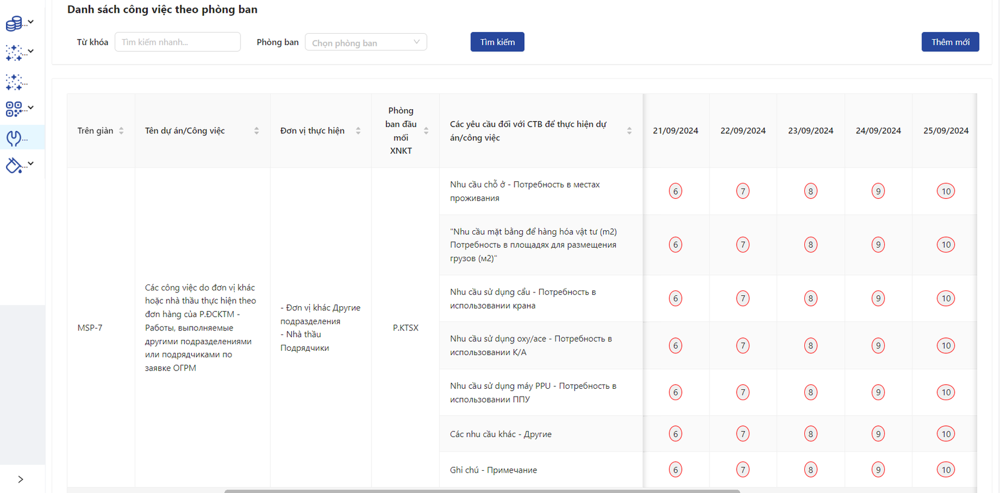 Danh sách công việc theo phòng ban
Từ khóa
Tìm kiếm nhanh...
Phòng ban
Chọn phòng ban
Tìm kiếm
Thêm mới
Trên giàn
Tên dự án/Công việc
Đơn vị thực hiện
Phòng
ban đầu
mối
XNKT
Các yêu cầu đối với CTB để thực hiện dự
án/công việc
21/09/2024
22/09/2024
23/09/2024
24/09/2024
25/09/2024
MSP-7
Các công việc do đơn vị khác
hoặc nhà thầu thực hiện theo
đơn hàng của P.ĐCSKTM -
Работы, выполняемые
другими подразделениями
или подрядчиками по
заявке ОГРМ
- Đơn vị khác Другие
подразделения
- Nhà thầu
Подрядчики
P.KTSX
Nhu cầu chỗ ở - Потребность в местах
проживания
6 7 8 9 10
"Nhu cầu mặt bằng để hàng hóa vật tư (m2)
Потребность в площадях для размещения
грузов (м2)"
6 7 8 9 10
Nhu cầu sử dụng cẩu - Потребность в
использовании крана
6 7 8 9 10
Nhu cầu sử dụng oxy/ace - Потребность в
использовании К/А
6 7 8 9 10
Nhu cầu sử dụng máy PPU - Потребность в
использовании ППУ
6 7 8 9 10
Các nhu cầu khác - Другие
6 7 8 9 10
Ghi chú - Примечание
6 7 8 9 10